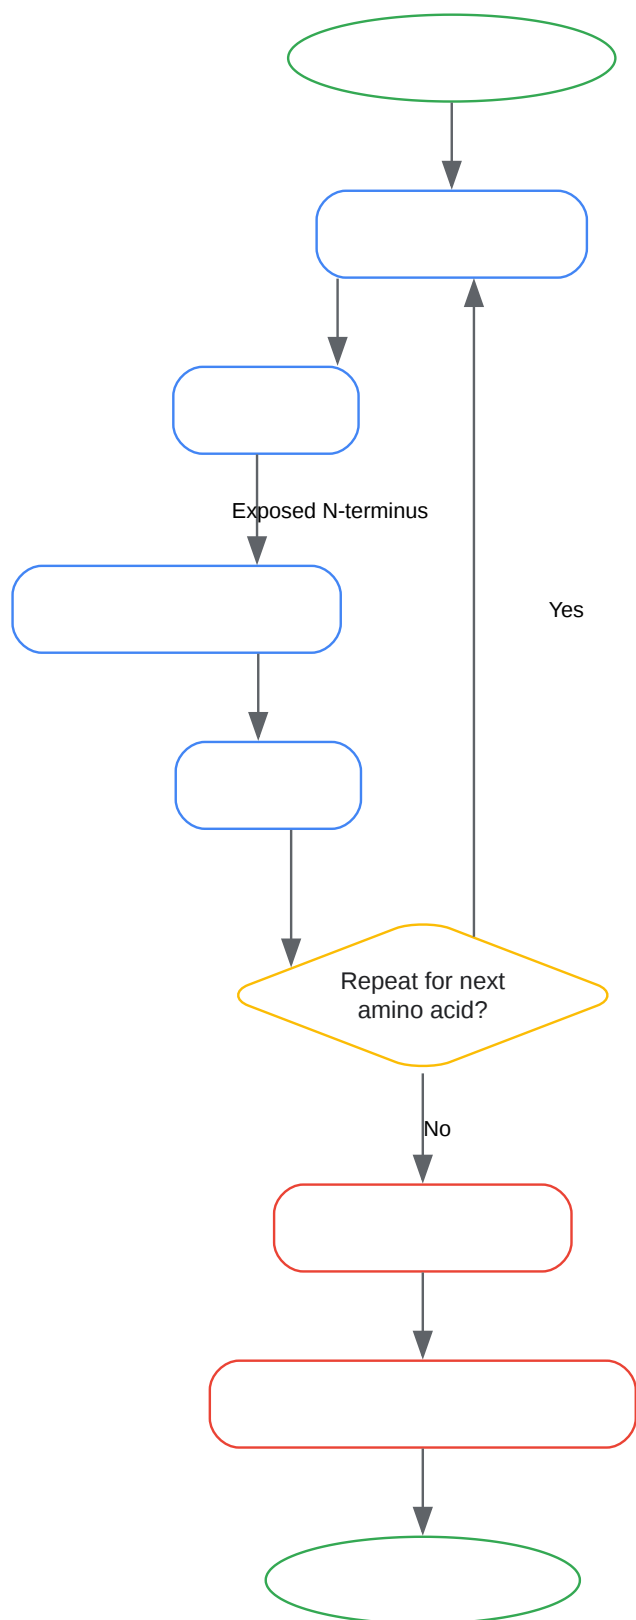 Exposed N-terminus
Yes
Repeat for next
amino acid?
No